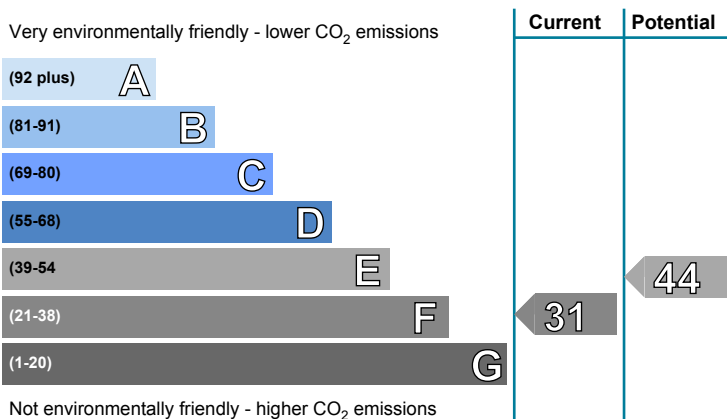 Very environmentally friendly - lower CO2 emissions
Current
Potential
(92 plus) A
(81-91) B
(69-80) C
(55-68) D
(39-54 E
44
(21-38) F
31
(1-20) G
Not environmentally friendly - higher CO2 emissions